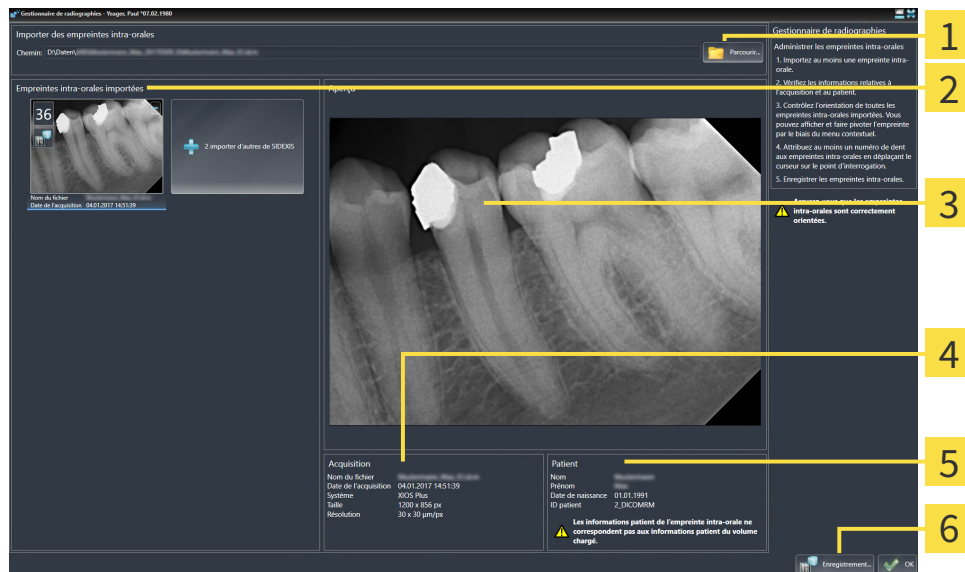 Gestionnaire de radiographies - Yeager, Paul *07.02.1980
Importer des empreintes intra-orales
Chemin: D:\Daten\
Parcourir...
Empreintes intra-orales importées
36
2 importer d'autres de SIDEXIS
Nom du fichier
Date de l'acquisition 04.01.2017 14:51:39
Aperçu
Acquisition
Nom du fichier
Date de l'acquisition 04.01.2017 14:51:39
Système XIOS Plus
Taille 1200 x 856 px
Résolution 30 x 30 µm/px
Patient
Nom
Prénom
Date de naissance 01.01.1991
ID patient 2_DICOMRM
Les informations patient de l'empreinte intra-orale ne
correspondent pas aux informations patient du volume
chargé.
Gestionnaire de radiographies
Administrer les empreintes intra-orales
1. Importez au moins une empreinte intra-
orale.
2. Vérifiez les informations relatives à
l'acquisition et au patient.
3. Contrôlez l'orientation de toutes les
empreintes intra-orales importées. Vous
pouvez afficher et faire pivoter l'empreinte
par le biais du menu contextuel.
4. Attribuez au moins un numéro de dent
aux empreintes intra-orales en déplaçant le
curseur sur le point d'interrogation.
5. Enregistrer les empreintes intra-orales.
que les empreintes
intra-orales sont correctement
orientées.
Enregistrement...
OK
1
2
3
4
5
6